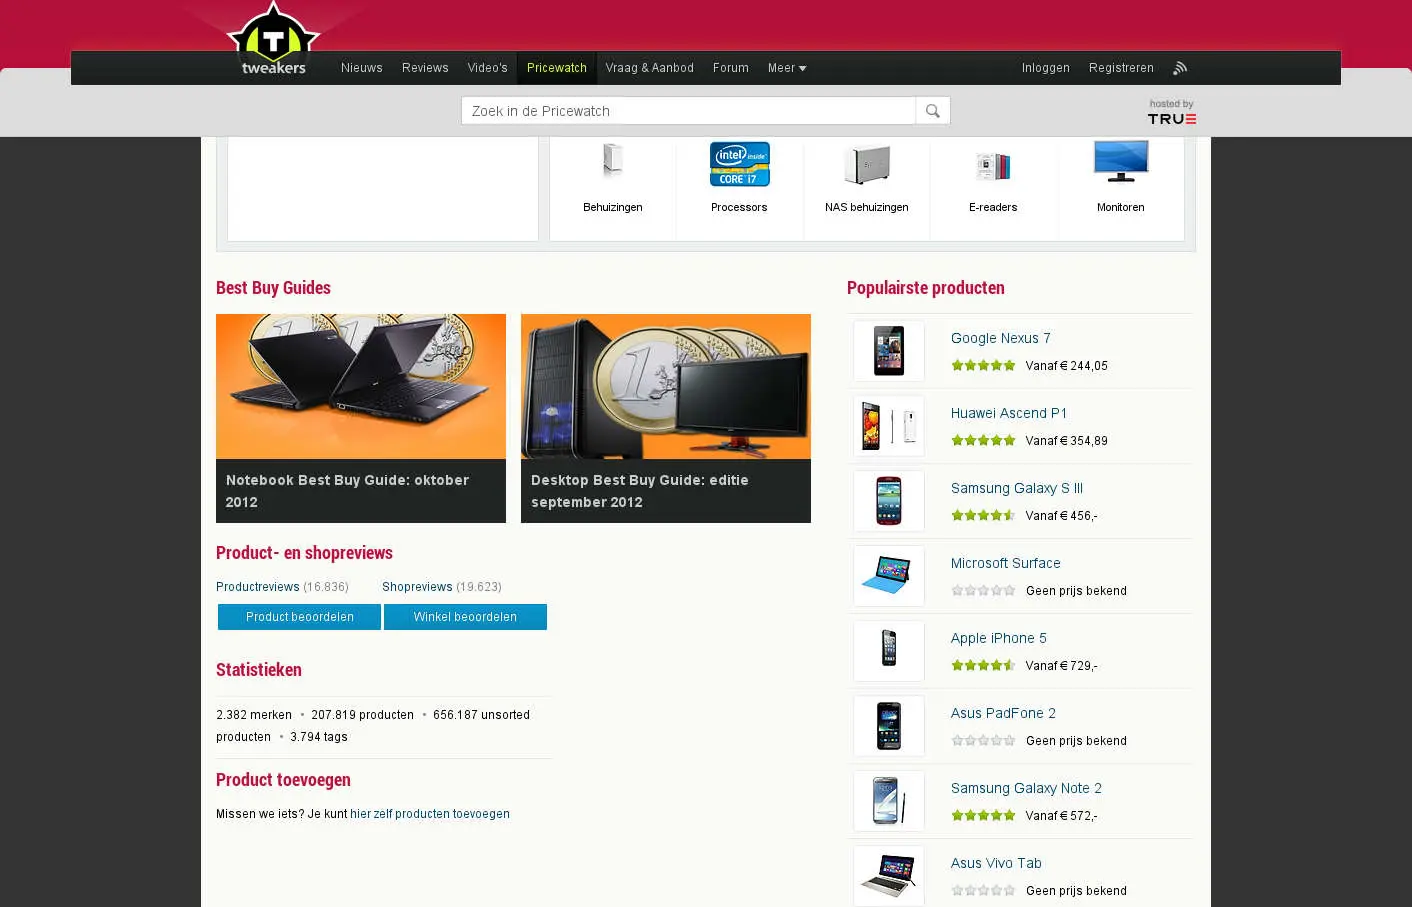 T
tweakers
Nieuws Reviews Video's Pricewatch Vraag & Aanbod Forum Meer Inloggen Registreren
Zoek in de Pricewatch
hosted by
TRUE
intel inside
CORE i7
Behuizingen Processors NAS behuizingen E-readers Monitoren
Best Buy Guides
Notebook Best Buy Guide: oktober
2012
Desktop Best Buy Guide: editie
september 2012
Product- en shopreviews
Productreviews (16.836) Shopreviews (19.623)
Product beoordelen Winkel beoordelen
Statistieken
2.382 merken • 207.819 producten • 656.187 unsorted
producten • 3.794 tags
Product toevoegen
Missen we iets? Je kunt hier zelf producten toevoegen
Populairste producten
Google Nexus 7
Vanaf € 244,05
Huawei Ascend P1
Vanaf € 354,89
Samsung Galaxy S III
Vanaf € 456,-
Microsoft Surface
Geen prijs bekend
Apple iPhone 5
Vanaf € 729,-
Asus PadFone 2
Geen prijs bekend
Samsung Galaxy Note 2
Vanaf € 572,-
Asus Vivo Tab
Geen prijs bekend